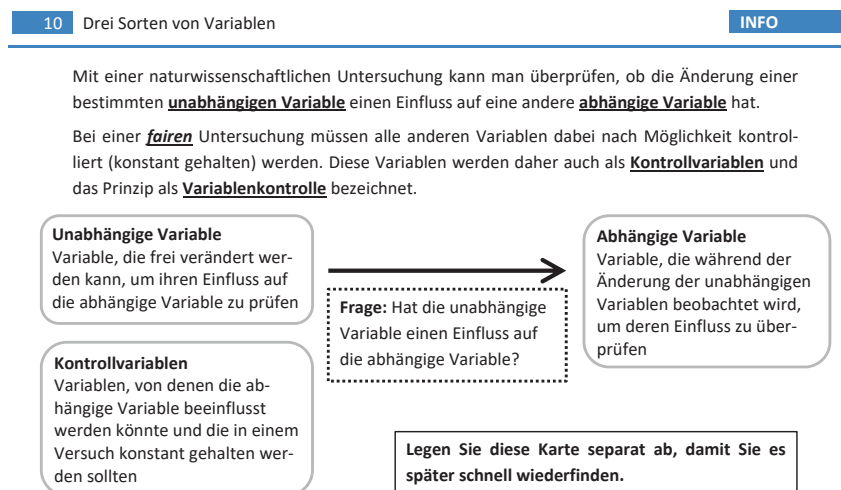 10 Drei Sorten von Variablen INFO
Mit einer naturwissenschaftlichen Untersuchung kann man überprüfen, ob die Änderung einer
bestimmten unabhängigen Variable einen Einfluss auf eine andere abhängige Variable hat.
Bei einer fairen Untersuchung müssen alle anderen Variablen dabei nach Möglichkeit kontrol-
liert (konstant gehalten) werden. Diese Variablen werden daher auch als Kontrollvariablen und
das Prinzip als Variablenkontrolle bezeichnet.
Unabhängige Variable
Variable, die frei verändert wer-
den kann, um ihren Einfluss auf
die abhängige Variable zu prüfen
Frage: Hat die unabhängige
Variable einen Einfluss auf
die abhängige Variable?
Abhängige Variable
Variable, die während der
Änderung der unabhängigen
Variablen beobachtet wird,
um deren Einfluss zu über-
prüfen
Kontrollvariablen
Variablen, von denen die ab-
hängige Variable beeinflusst
werden könnte und die in einem
Versuch konstant gehalten wer-
den sollten
Legen Sie diese Karte separat ab, damit Sie es
später schnell wiederfinden.